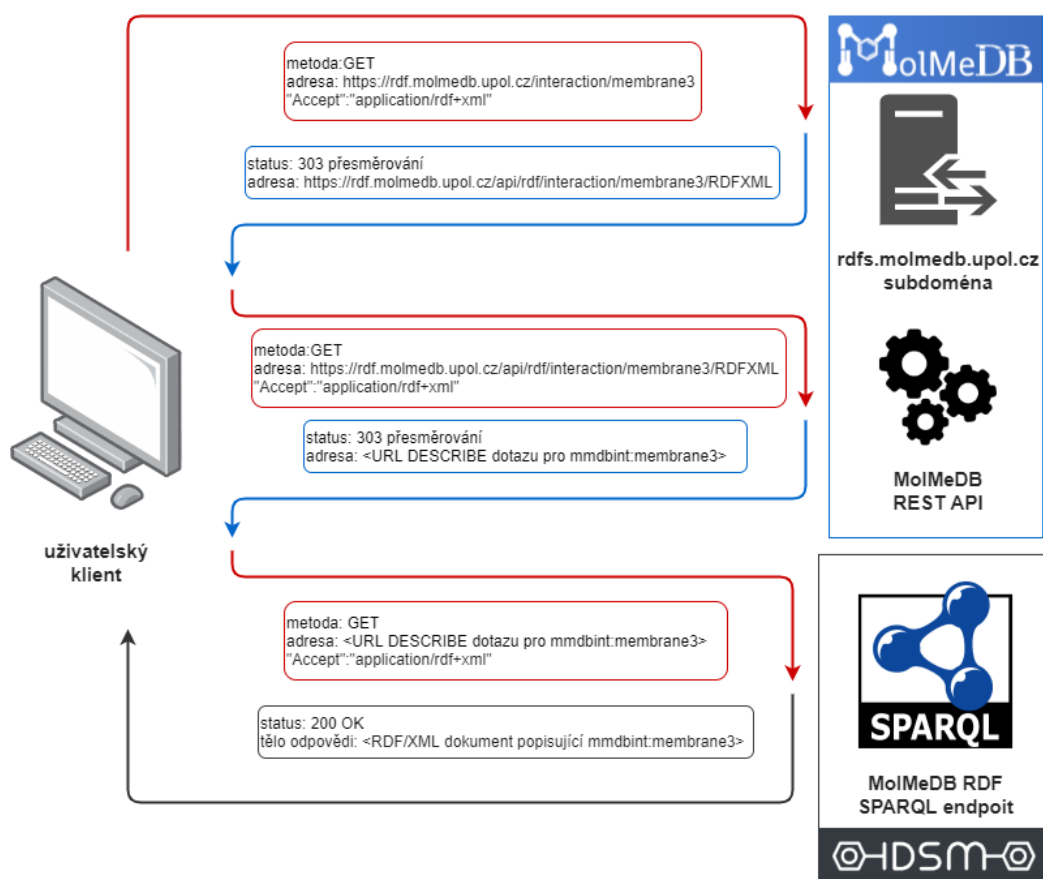 metoda:GET
adresa: https://rdf.molmedb.upol.cz/interaction/membrane3
"Accept":"application/rdf+xml"
status: 303 přesměrování
adresa: https://rdf.molmedb.upol.cz/api/rdf/interaction/membrane3/RDFXML
MolMeDB
rdfs.molmedb.upol.cz
subdoména
metoda:GET
adresa: https://rdf.molmedb.upol.cz/api/rdf/interaction/membrane3/RDFXML
"Accept":"application/rdf+xml"
status: 303 přesměrování
adresa: <URL DESCRIBE dotazu pro mmdbint:membrane3>
MolMeDB
REST API
uživatelský
klient
metoda: GET
adresa: <URL DESCRIBE dotazu pro mmdbint:membrane3>
"Accept":"application/rdf+xml"
status: 200 OK
tělo odpovědi: <RDF/XML dokument popisující mmdbint:membrane3>
SPARQL
MolMeDB RDF
SPARQL endpoit
IDSM